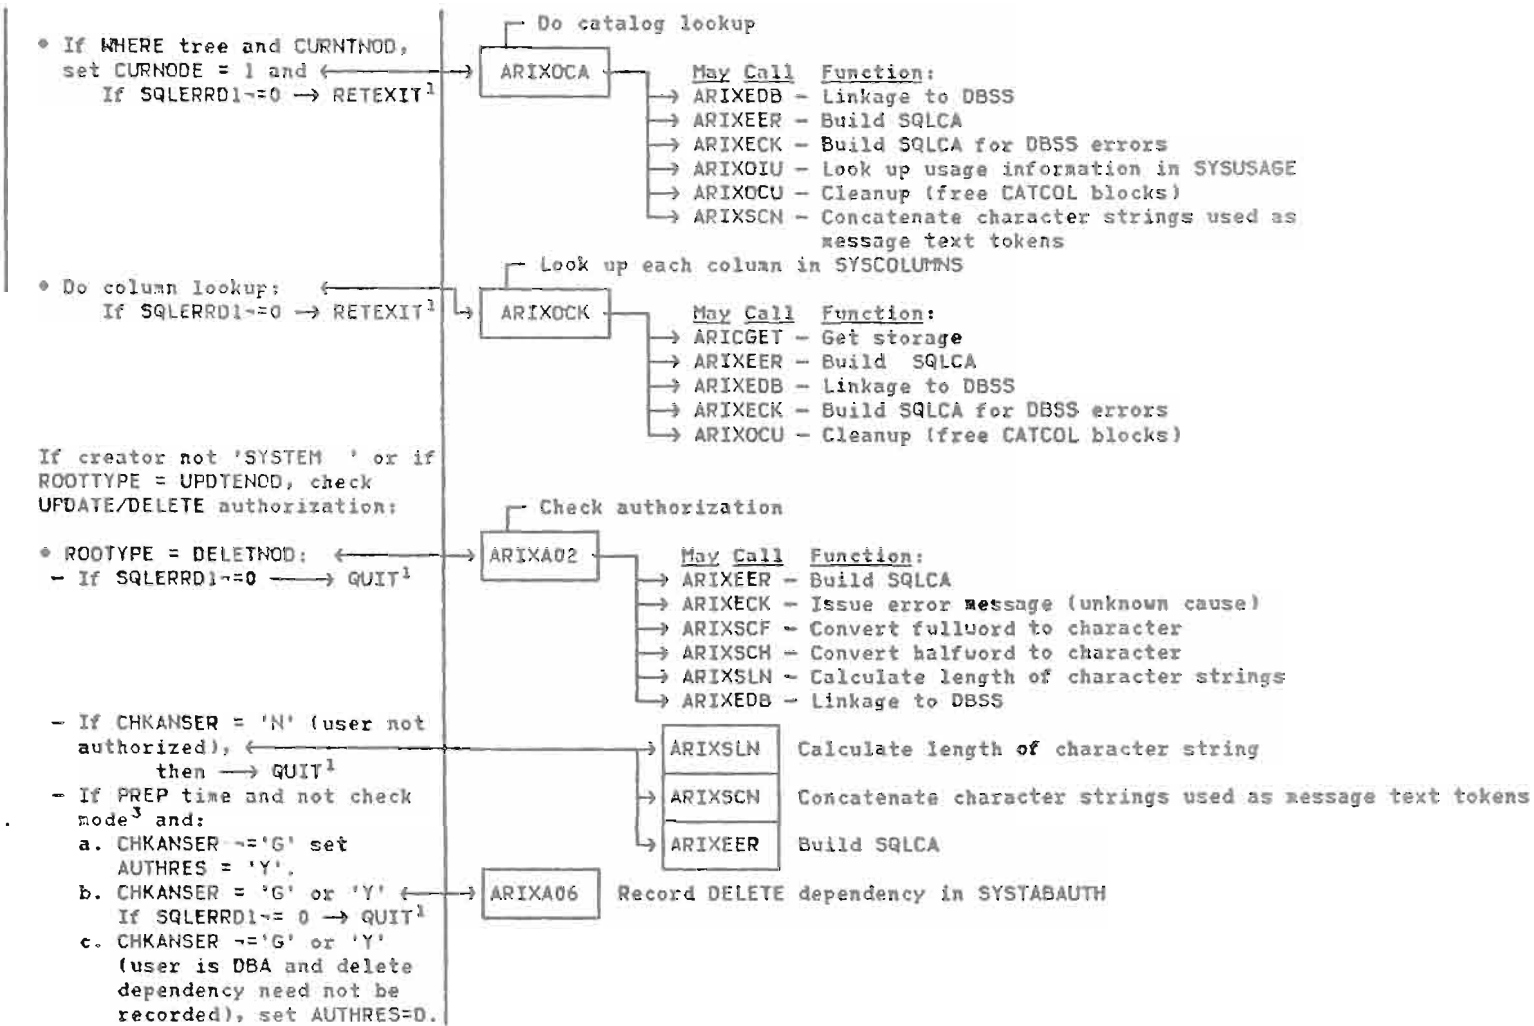 Do catalog lookup
• If WHERE tree and CURNTNOD,
set CURNODE = 1 and
If SQLERRD1¬=0 → RETEXIT¹
ARIXOCA
May Call Function:
ARIXEDB - Linkage to DBSS
ARIXEER - Build SQLCA
ARIXECK - Build SQLCA for DBSS errors
ARIXOIU - Look up usage information in SYSUSAGE
ARIXOCU - Cleanup (free CATCOL blocks)
ARIXSCN - Concatenate character strings used as
message text tokens
Look up each column in SYSCOLUMNS
• Do column lookup:
If SQLERRD1¬=0 → RETEXIT¹
ARIXOCK
May Call Function:
ARICGET - Get storage
ARIXEER - Build SQLCA
ARIXEDB - Linkage to DBSS
ARIXECK - Build SQLCA for DBSS errors
ARIXOCU - Cleanup (free CATCOL blocks)
If creator not 'SYSTEM ' or if
ROOTTYPE = UPDTENOD, check
UPDATE/DELETE authorization:
Check authorization
• ROOTYPE = DELETNOD:
- If SQLERRD1¬=0 → QUIT¹
ARIXA02
May Call Function:
ARIXEER - Build SQLCA
ARIXECK - Issue error message (unknown cause)
ARIXSCF - Convert fullword to character
ARIXSCH - Convert halfword to character
ARIXSLN - Calculate length of character strings
ARIXEDB - Linkage to DBSS
- If CHKANSER = 'N' (user not
authorized),
then → QUIT¹
ARIXSLN Calculate length of character string
ARIXSCN Concatenate character strings used as message text tokens
ARIXEER Build SQLCA
- If PREP time and not check
mode³ and:
a. CHKANSER ¬='G' set
AUTHRES = 'Y'.
b. CHKANSER = 'G' or 'Y'
If SQLERRD1¬= 0 → QUIT¹
ARIXA06 Record DELETE dependency in SYSTABAUTH
c. CHKANSER ¬='G' or 'Y'
(user is DBA and delete
dependency need not be
recorded), set AUTHRES=D.